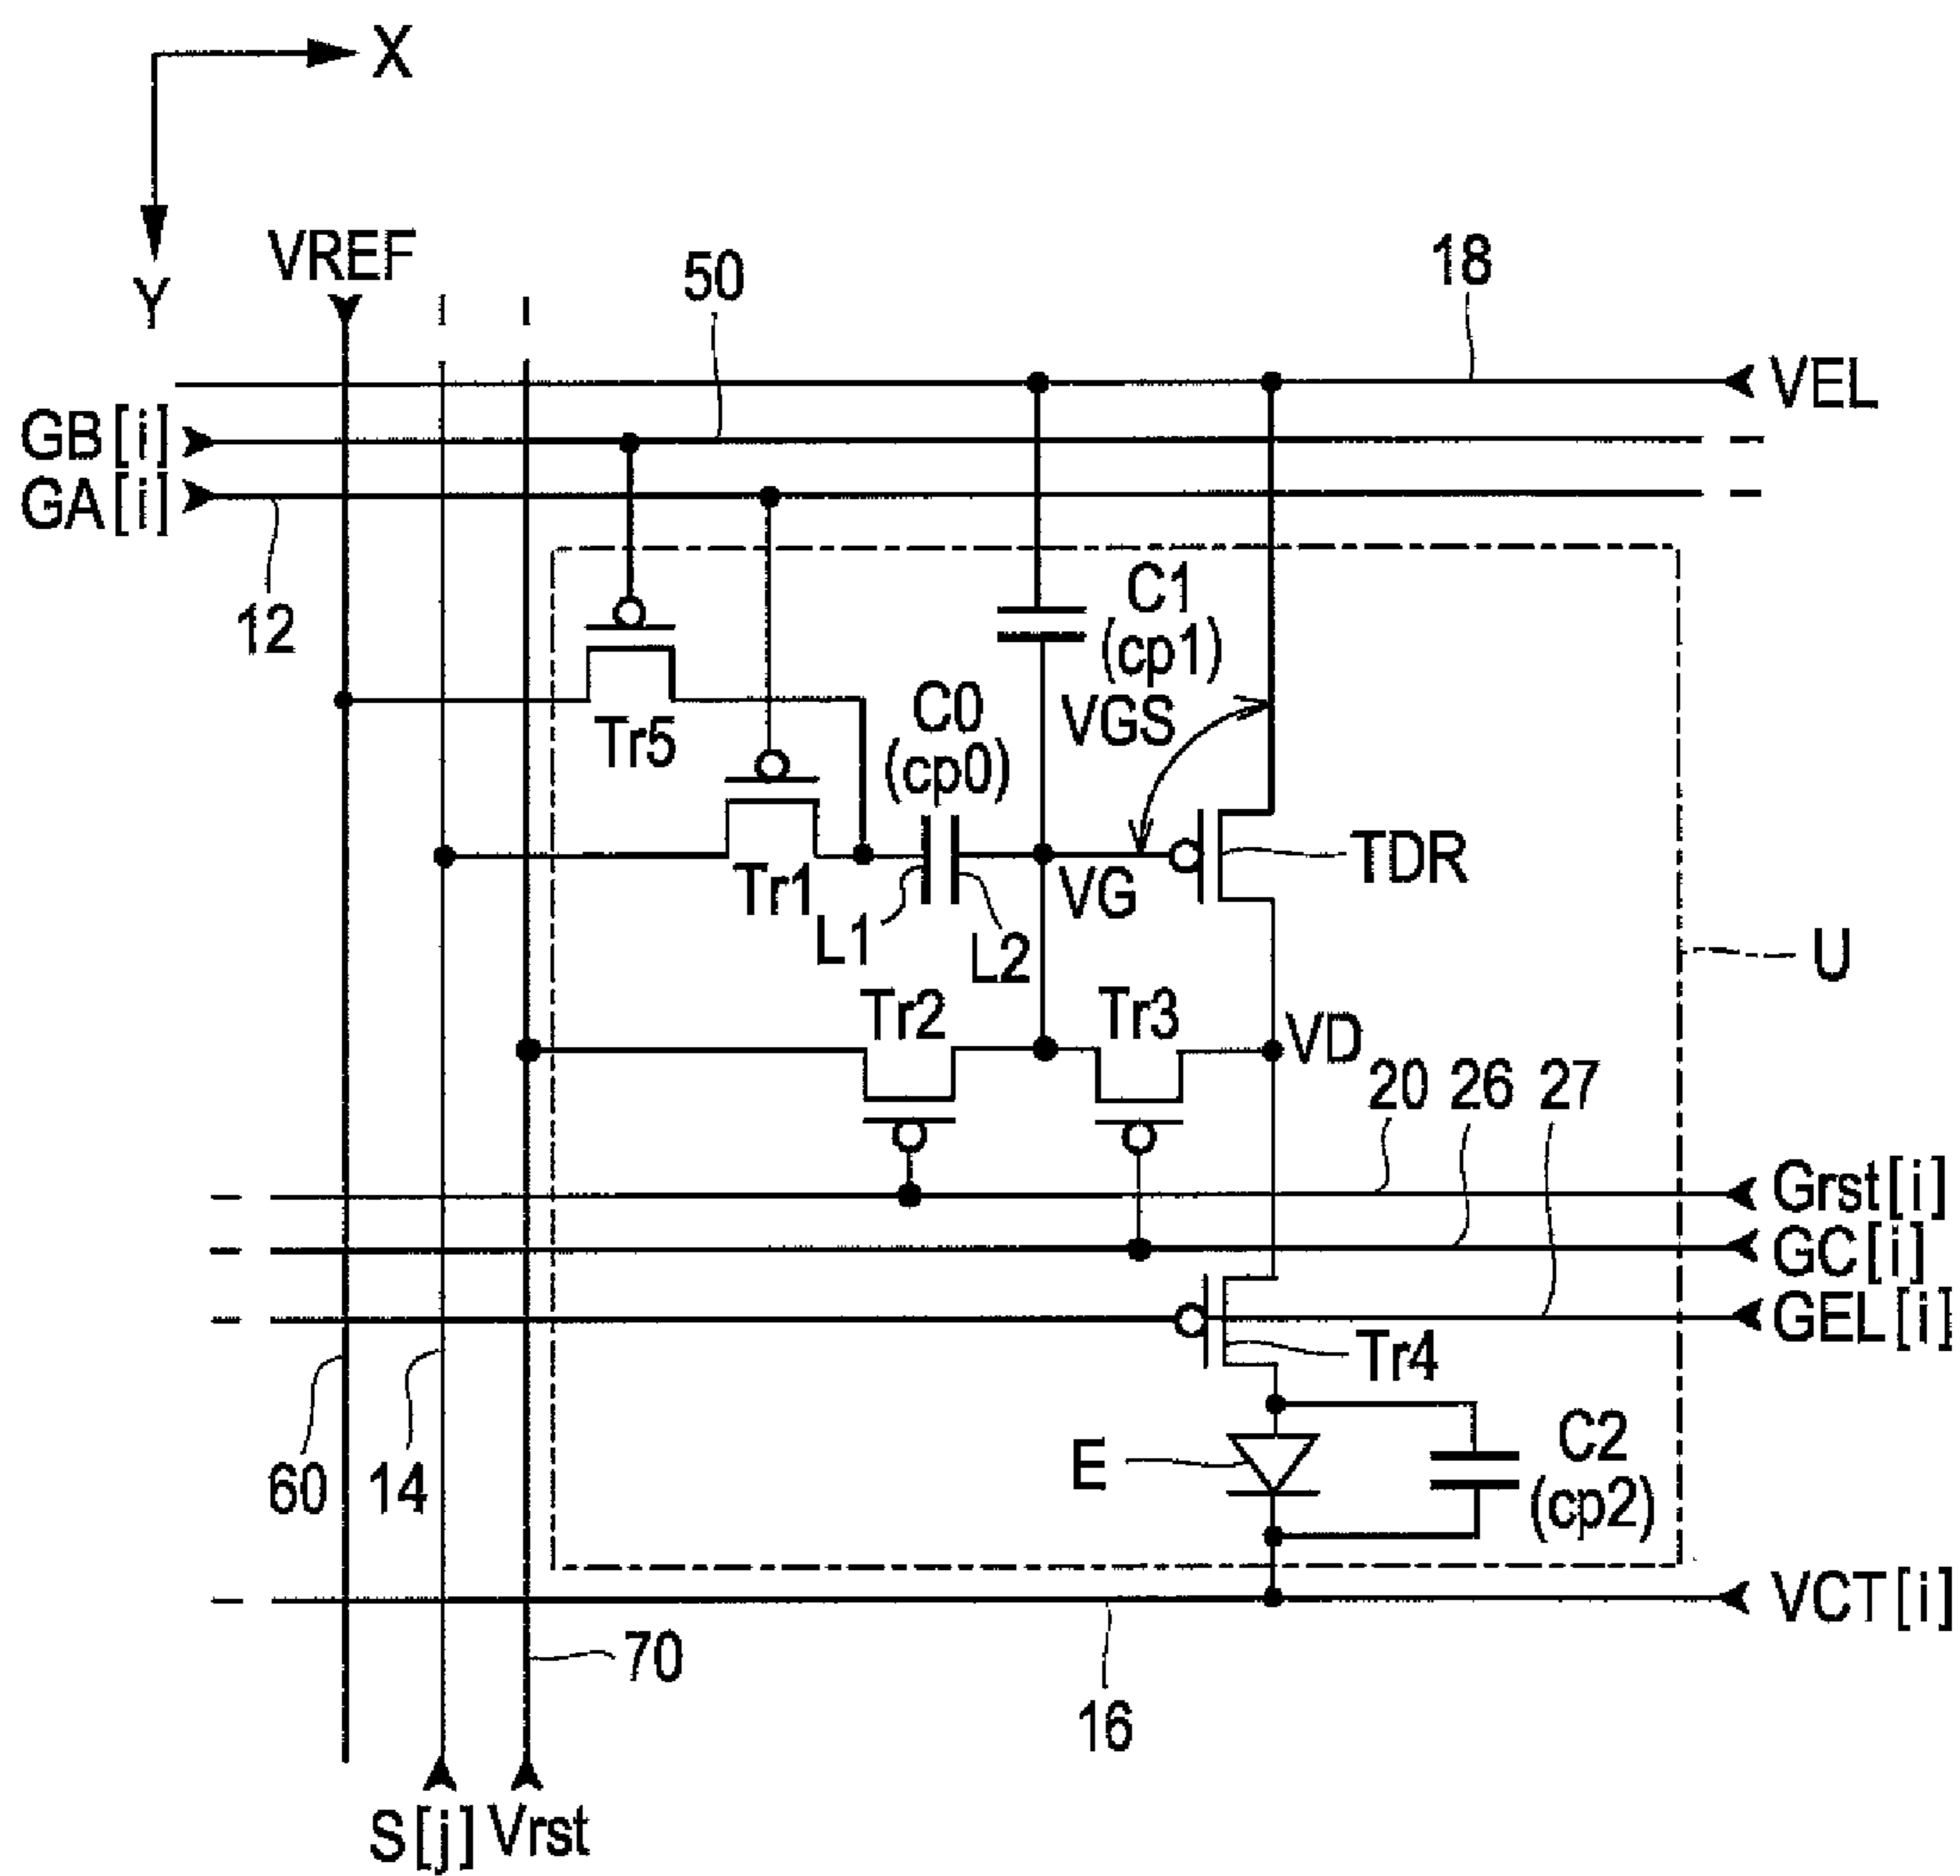 X
Y
VREF
50
18
VEL
GB[i]
GA[i]
12
C1
(cp1)
VGS
C0
(cp0)
Tr5
Tr1
L1
L2
VG
TDR
U
Tr2
Tr3
VD
20
26
27
Grst[i]
GC[i]
GEL[i]
Tr4
60
14
E
C2
(cp2)
VCT[i]
70
16
S[j]
Vrst